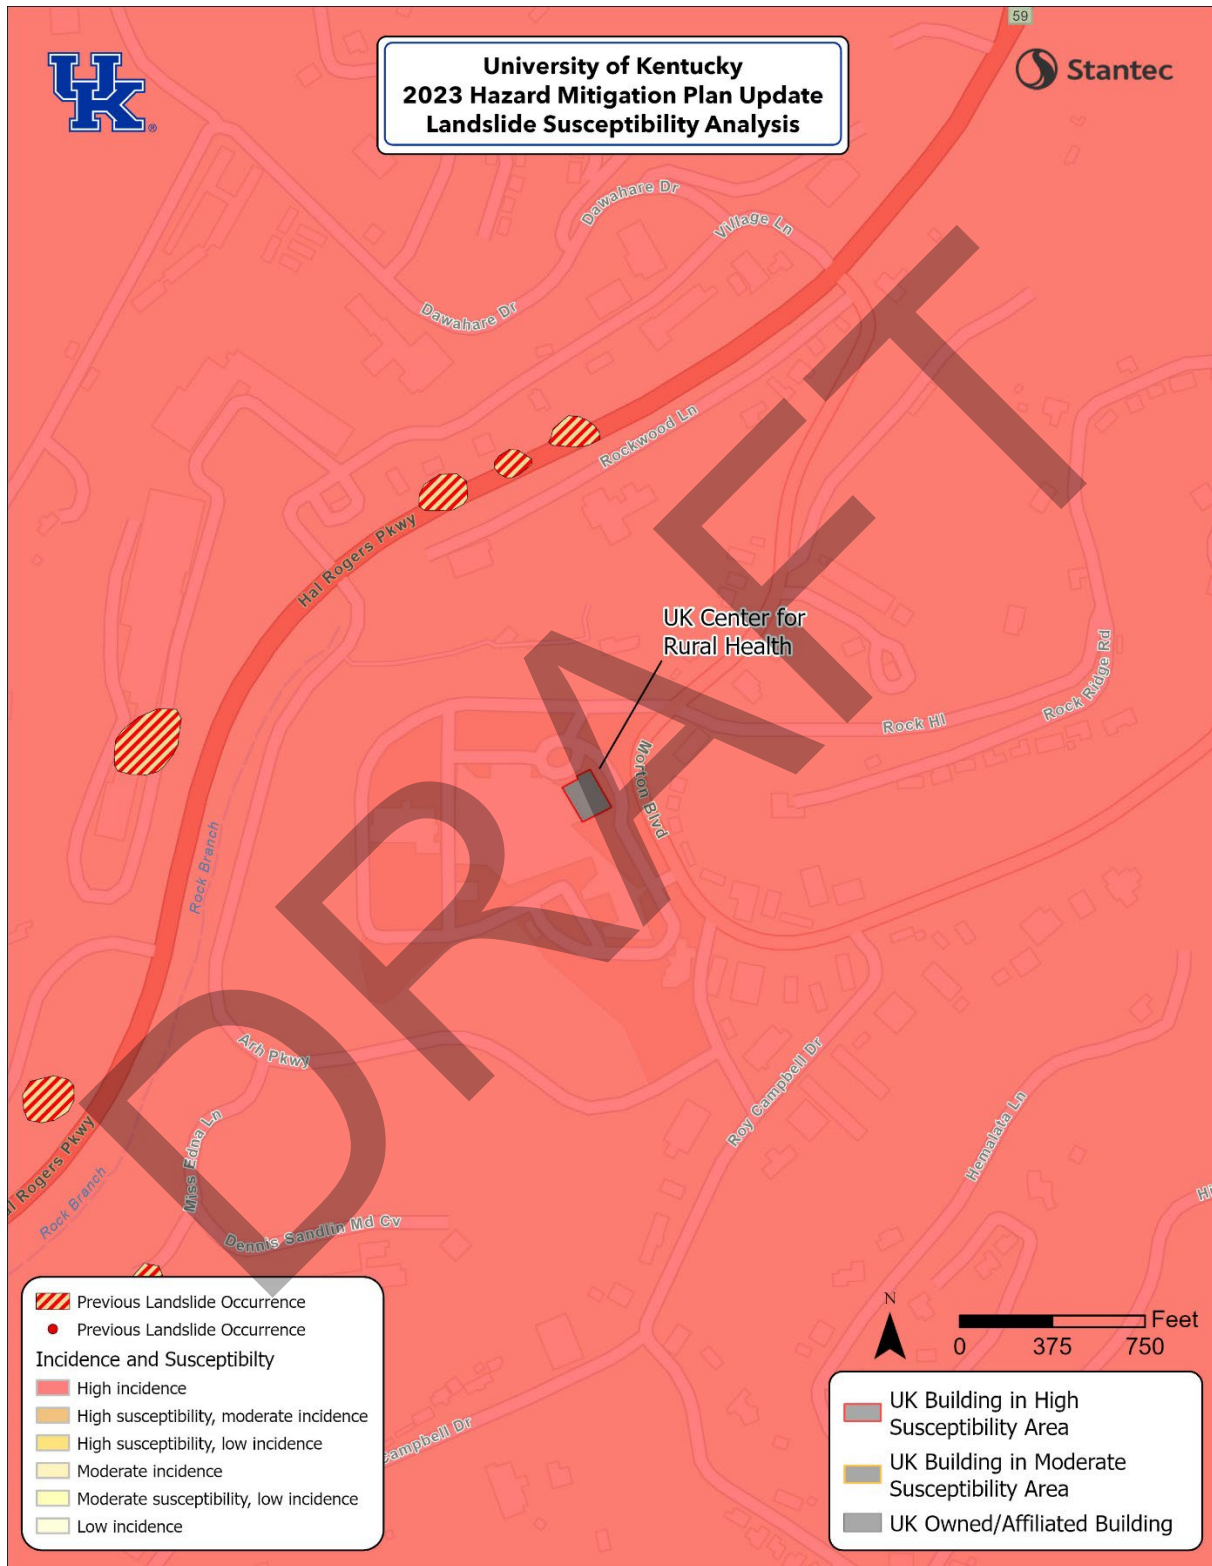 59
UK
®
Stantec
University of Kentucky
2023 Hazard Mitigation Plan Update
Landslide Susceptibility Analysis
Dawahare Dr
Village Ln
Dawahare Dr
Rockwood Ln
Hal Rogers Pkwy
UK Center for
Rural Health
Rock Ridge Rd
Rock Hl
Morton Blvd
Rock Branch
Arh Pkwy
Roy Campbell Dr
Hemalata Ln
Miss Edna Ln
al Rogers Pkwy
Rock Branch
Hi
Dennis Sandlin Md Cv
Campbell Dr
DRAFT
Previous Landslide Occurrence
Previous Landslide Occurrence
Incidence and Susceptibilty
High incidence
High susceptibility, moderate incidence
High susceptibility, low incidence
Moderate incidence
Moderate susceptibility, low incidence
Low incidence
N
Feet
0 375 750
UK Building in High
Susceptibility Area
UK Building in Moderate
Susceptibility Area
UK Owned/Affiliated Building